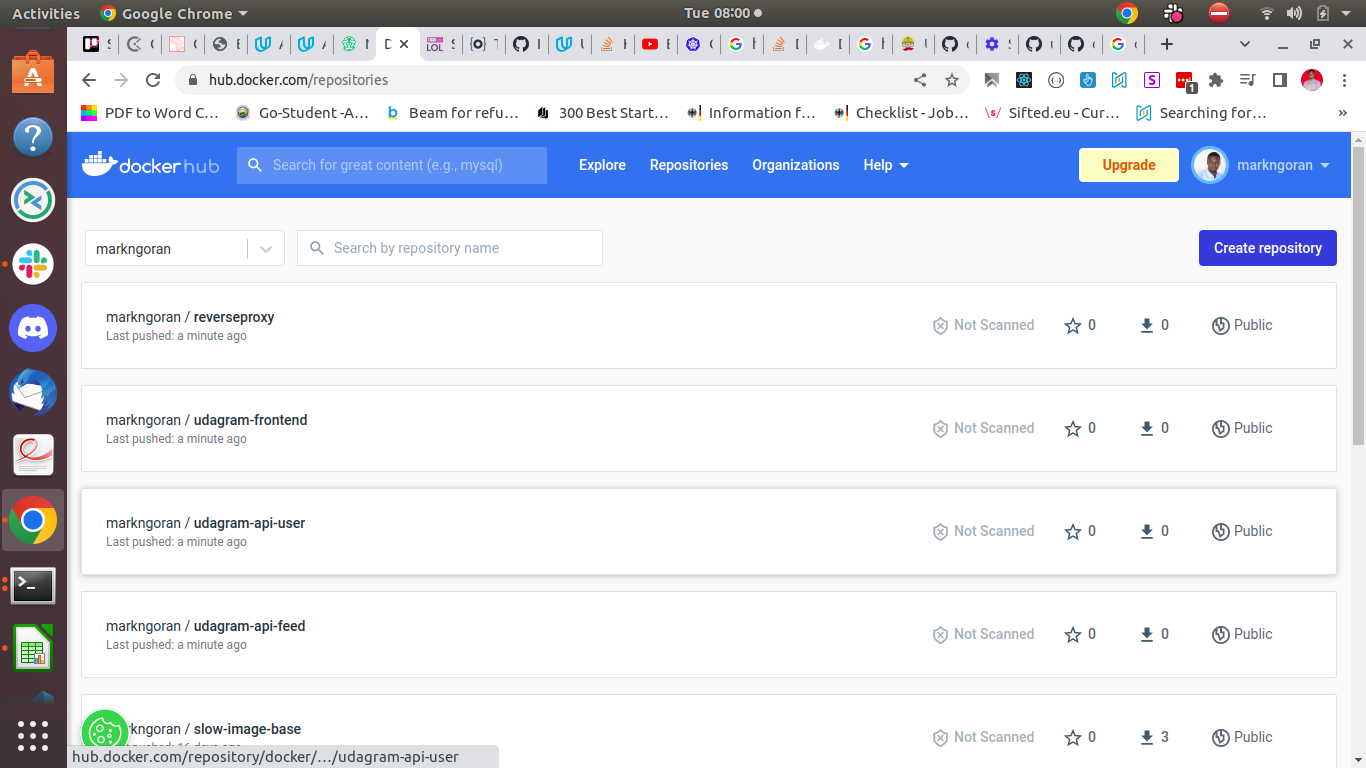 Activities
Google Chrome
Tue 08:00
hub.docker.com/repositories
1
PDF to Word C...
Go-Student -A...
Beam for refu...
300 Best Start...
Information f...
Checklist - Job...
Sifted.eu - Cur...
Searching for...
»
docker hub
Search for great content (e.g., mysql)
Explore
Repositories
Organizations
Help
Upgrade
markngoran
markngoran
Search by repository name
Create repository
markngoran / reverseproxy
Last pushed: a minute ago
Not Scanned
0
0
Public
markngoran / udagram-frontend
Last pushed: a minute ago
Not Scanned
0
0
Public
markngoran / udagram-api-user
Last pushed: a minute ago
Not Scanned
0
0
Public
markngoran / udagram-api-feed
Last pushed: a minute ago
Not Scanned
0
0
Public
kngoran / slow-image-base
Not Scanned
0
3
Public
hub.docker.com/repository/docker/…/udagram-api-user